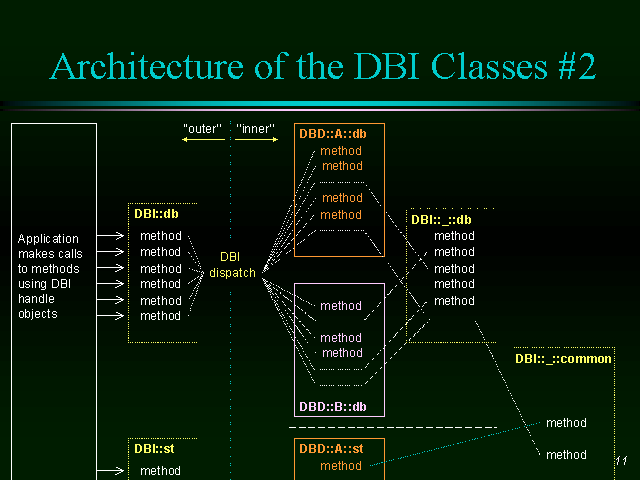 Architecture of the DBI Classes #2
"outer"
"inner"
Application
makes calls
to methods
using DBI
handle
objects
DBI::db
method
method
method
method
method
method
DBI
dispatch
DBD::A::db
method
method
method
method
method
method
method
DBD::B::db
DBI::_::db
method
method
method
method
method
DBI::_::common
method
method
DBI::st
method
DBD::A::st
method
11